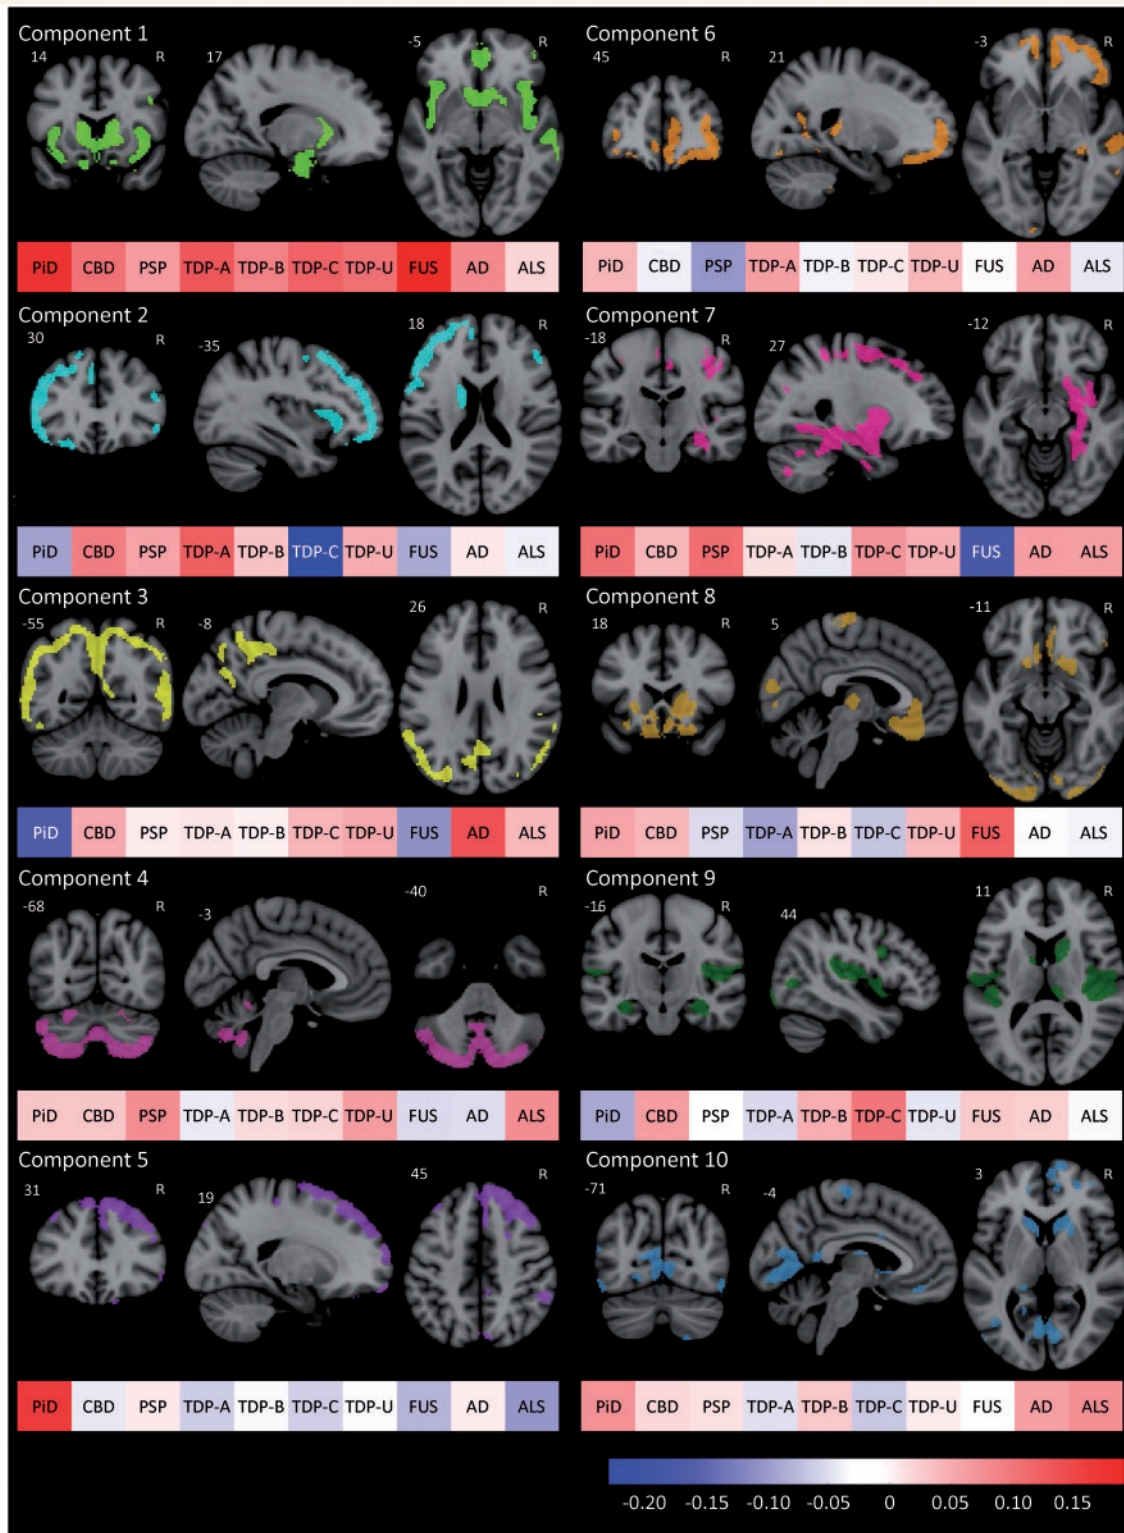 Component 1
14
R
17
-5
R
PiD CBD PSP TDP-A TDP-B TDP-C TDP-U FUS AD ALS
Component 2
30
R
-35
18
R
PiD CBD PSP TDP-A TDP-B TDP-C TDP-U FUS AD ALS
Component 3
-55
R
-8
26
R
PiD CBD PSP TDP-A TDP-B TDP-C TDP-U FUS AD ALS
Component 4
-68
R
-3
-40
R
PiD CBD PSP TDP-A TDP-B TDP-C TDP-U FUS AD ALS
Component 5
31
R
19
45
R
PiD CBD PSP TDP-A TDP-B TDP-C TDP-U FUS AD ALS
Component 6
45
R
21
-3
R
PiD CBD PSP TDP-A TDP-B TDP-C TDP-U FUS AD ALS
Component 7
-18
R
27
-12
R
PiD CBD PSP TDP-A TDP-B TDP-C TDP-U FUS AD ALS
Component 8
18
R
5
-11
R
PiD CBD PSP TDP-A TDP-B TDP-C TDP-U FUS AD ALS
Component 9
-16
R
44
11
R
PiD CBD PSP TDP-A TDP-B TDP-C TDP-U FUS AD ALS
Component 10
-71
R
-4
3
R
PiD CBD PSP TDP-A TDP-B TDP-C TDP-U FUS AD ALS
-0.20 -0.15 -0.10 -0.05 0 0.05 0.10 0.15